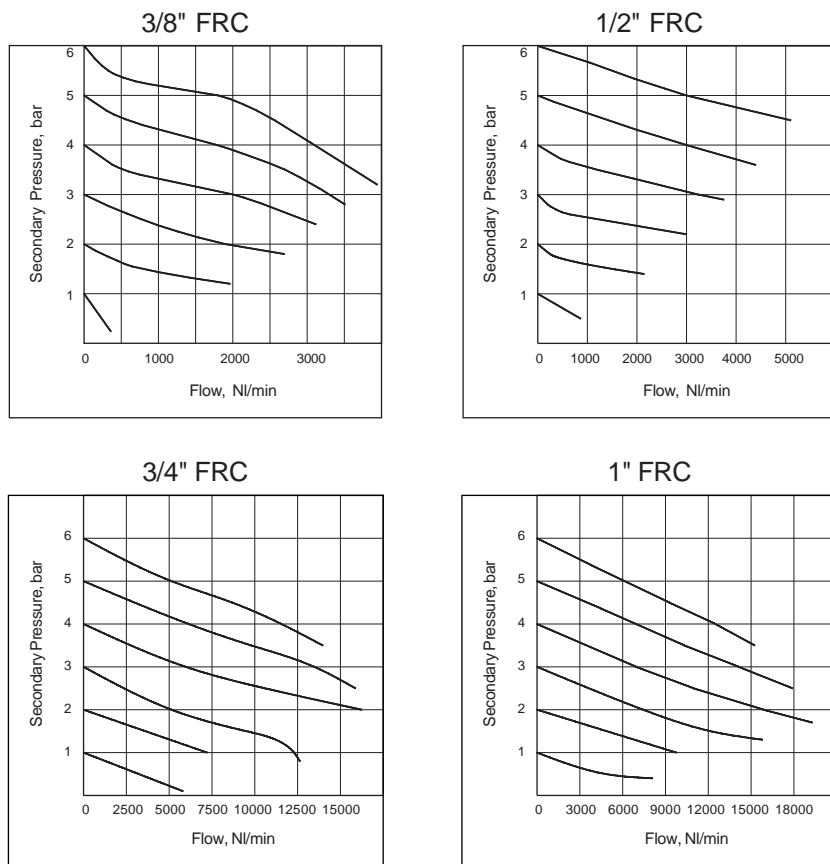 3/8" FRC
6
5
4
3
2
1
Secondary Pressure, bar
0 1000 2000 3000
Flow, Nl/min
1/2" FRC
6
5
4
3
2
1
Secondary Pressure, bar
0 1000 2000 3000 4000 5000
Flow, Nl/min
3/4" FRC
6
5
4
3
2
1
Secondary Pressure, bar
0 2500 5000 7500 10000 12500 15000
Flow, Nl/min
1" FRC
6
5
4
3
2
1
Secondary Pressure, bar
0 3000 6000 9000 12000 15000 18000
Flow, Nl/min